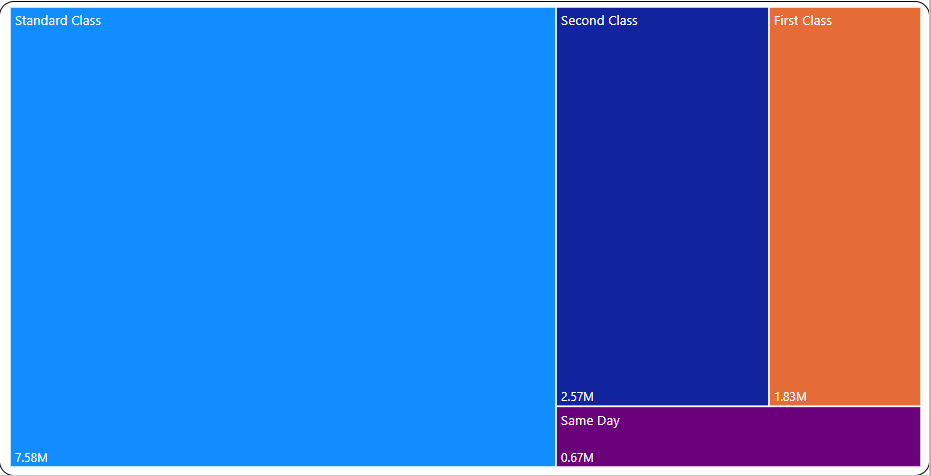 Standard Class
7.58M
Second Class
2.57M
First Class
1.83M
Same Day
0.67M